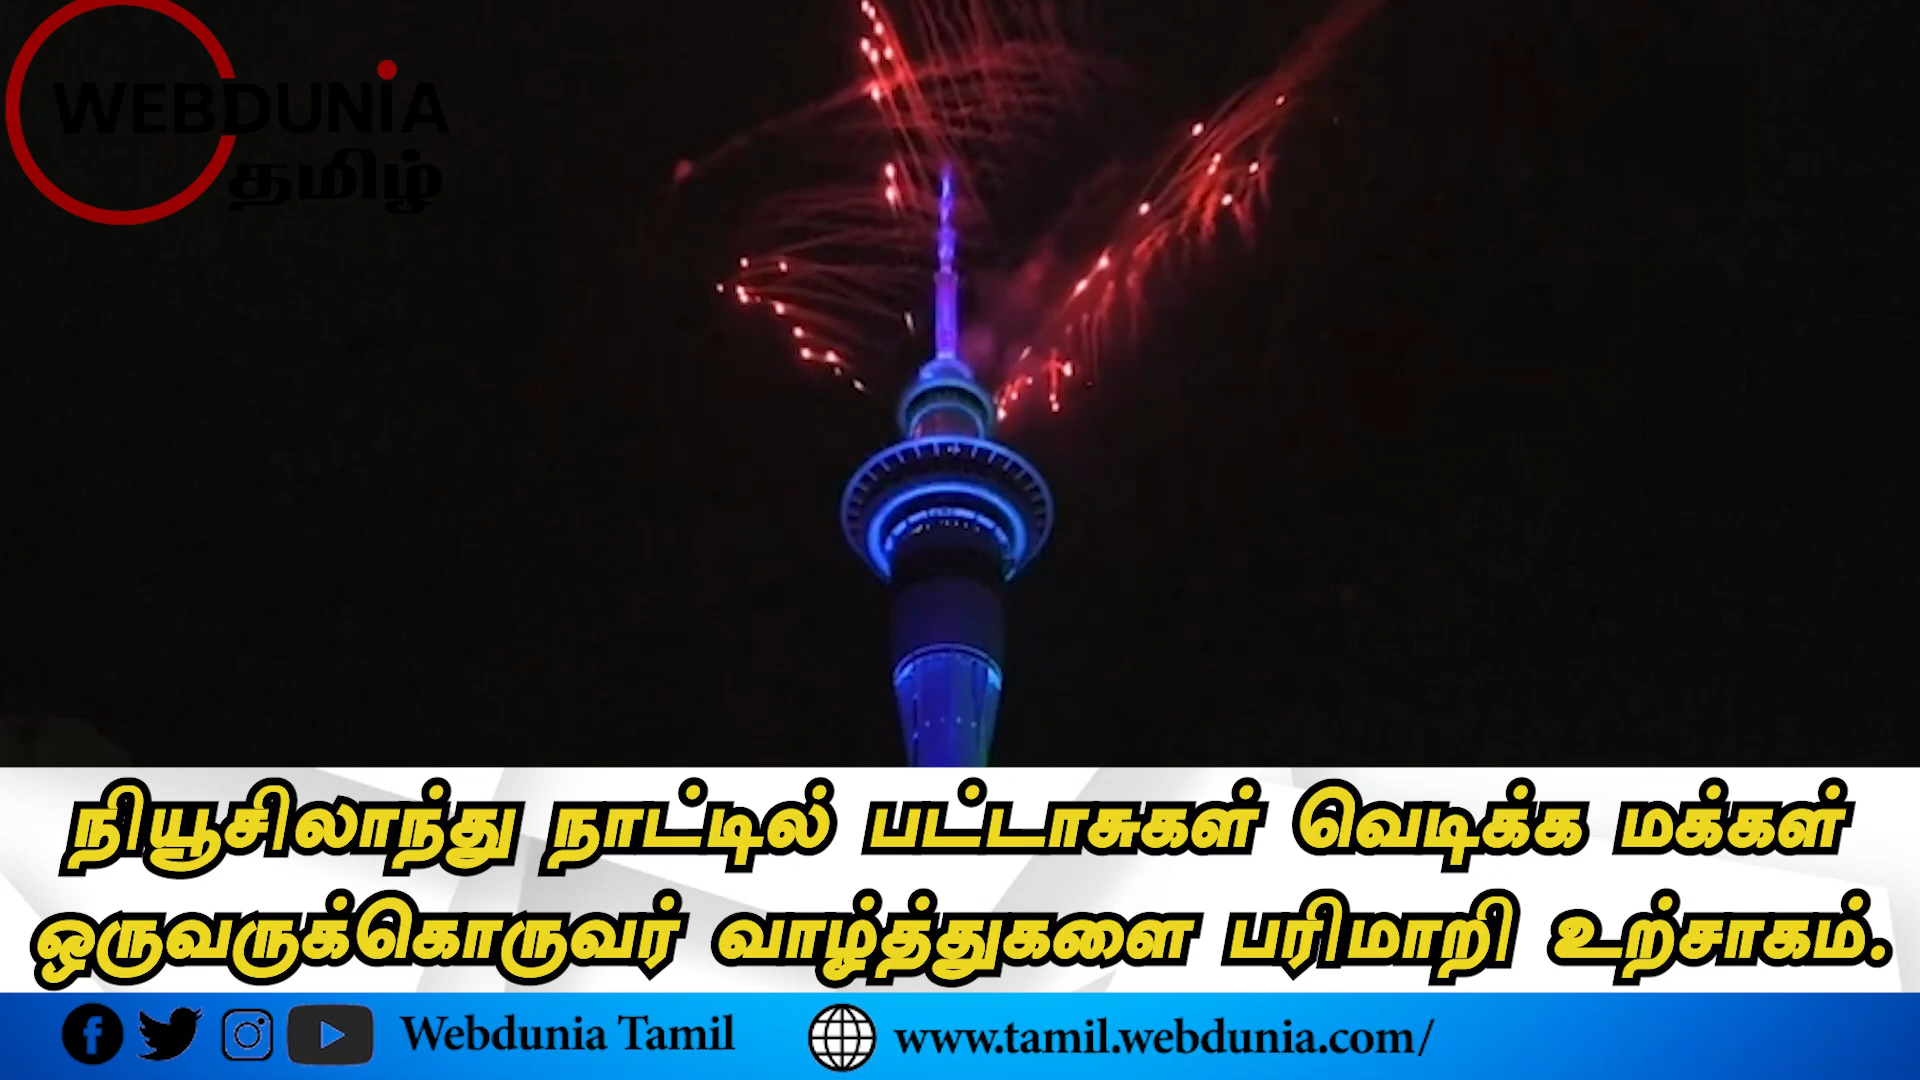 WEBDUNIA
தமிழ்
நியூசிலாந்து நாட்டில் பட்டாசுகள் வெடிக்க மக்கள்
ஒருவருக்கொருவர் வாழ்த்துகளை பரிமாறி உற்சாகம்.
Webdunia Tamil www.tamil.webdunia.com/